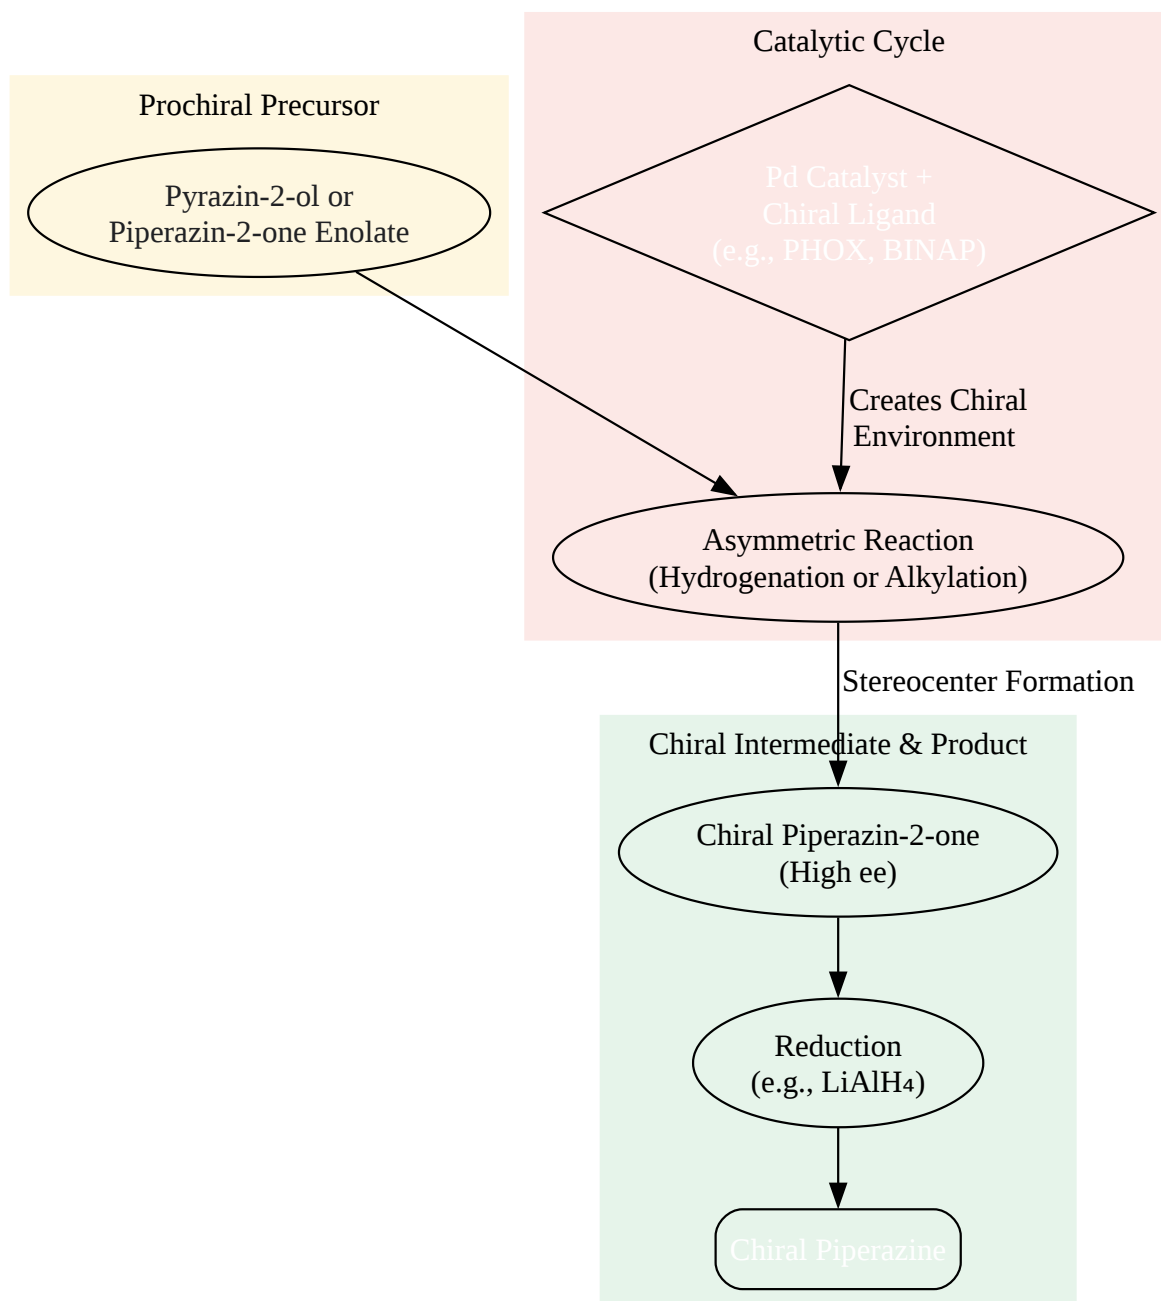 Catalytic Cycle
Prochiral Precursor
Pd Catalyst +
Chiral Ligand
(e.g., PHOX, BINAP)
Pyrazin-2-ol or
Piperazin-2-one Enolate
Creates Chiral
Environment
Asymmetric Reaction
(Hydrogenation or Alkylation)
Stereocenter Formation
Chiral Intermediate & Product
Chiral Piperazin-2-one
(High ee)
Reduction
(e.g., LiAlH₄)
Chiral Piperazine